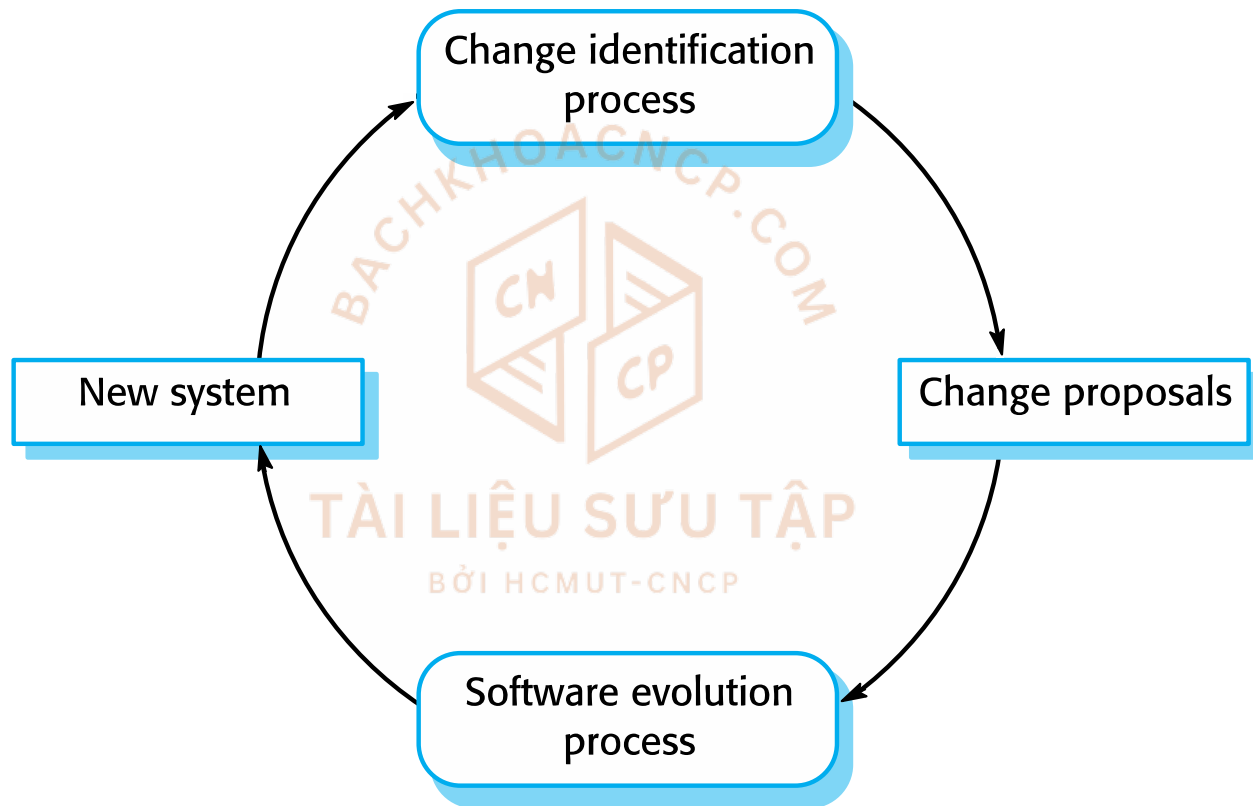 Change identification
process
BACHKHOACNCP.COM
CN
CP
New system
Change proposals
TÀI LIỆU SƯU TẬP
BỞI HCMUT-CNCP
Software evolution
process